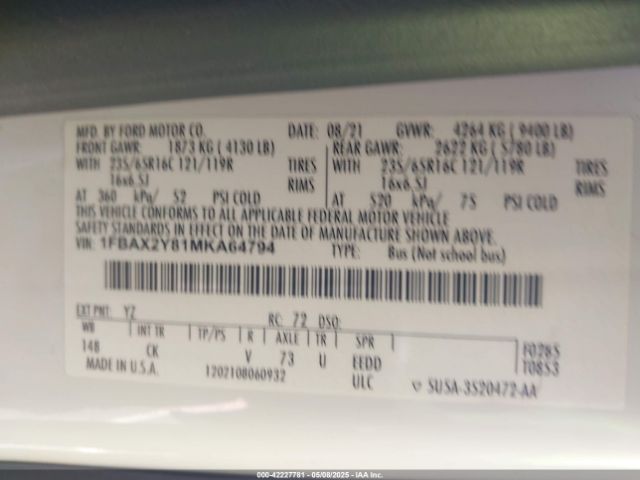 MFD. BY FORD MOTOR CO. DATE: 08/21 GVWR: 4264 KG ( 9400 LB)
FRONT GAWR: 1873 KG ( 4130 LB) REAR GAWR: 2622 KG ( 5780 LB)
WITH 235/65R16C 121/119R TIRES WITH 235/65R16C 121/119R TIRES
16x6.5J RIMS 16x6.5J RIMS
AT 360 kPa/ 52 PSI COLD AT 520 kPa/ 75 PSI COLD
THIS VEHICLE CONFORMS TO ALL APPLICABLE FEDERAL MOTOR VEHICLE
SAFETY STANDARDS IN EFFECT ON THE DATE OF MANUFACTURE SHOWN ABOVE.
VIN: 1FBAX2Y81MKA64794 TYPE: Bus (Not school bus)
EXT PNT: YZ RC: 72 DSO:
WB INT TR TP/PS R AXLE TR SPR
148 CK V 73 U EEDD
F0285
T0853
MADE IN U.S.A. 1202108060932 ULC SU5A-3520472-AA
000-42227781 - 05/08/2025 - IAA Inc.